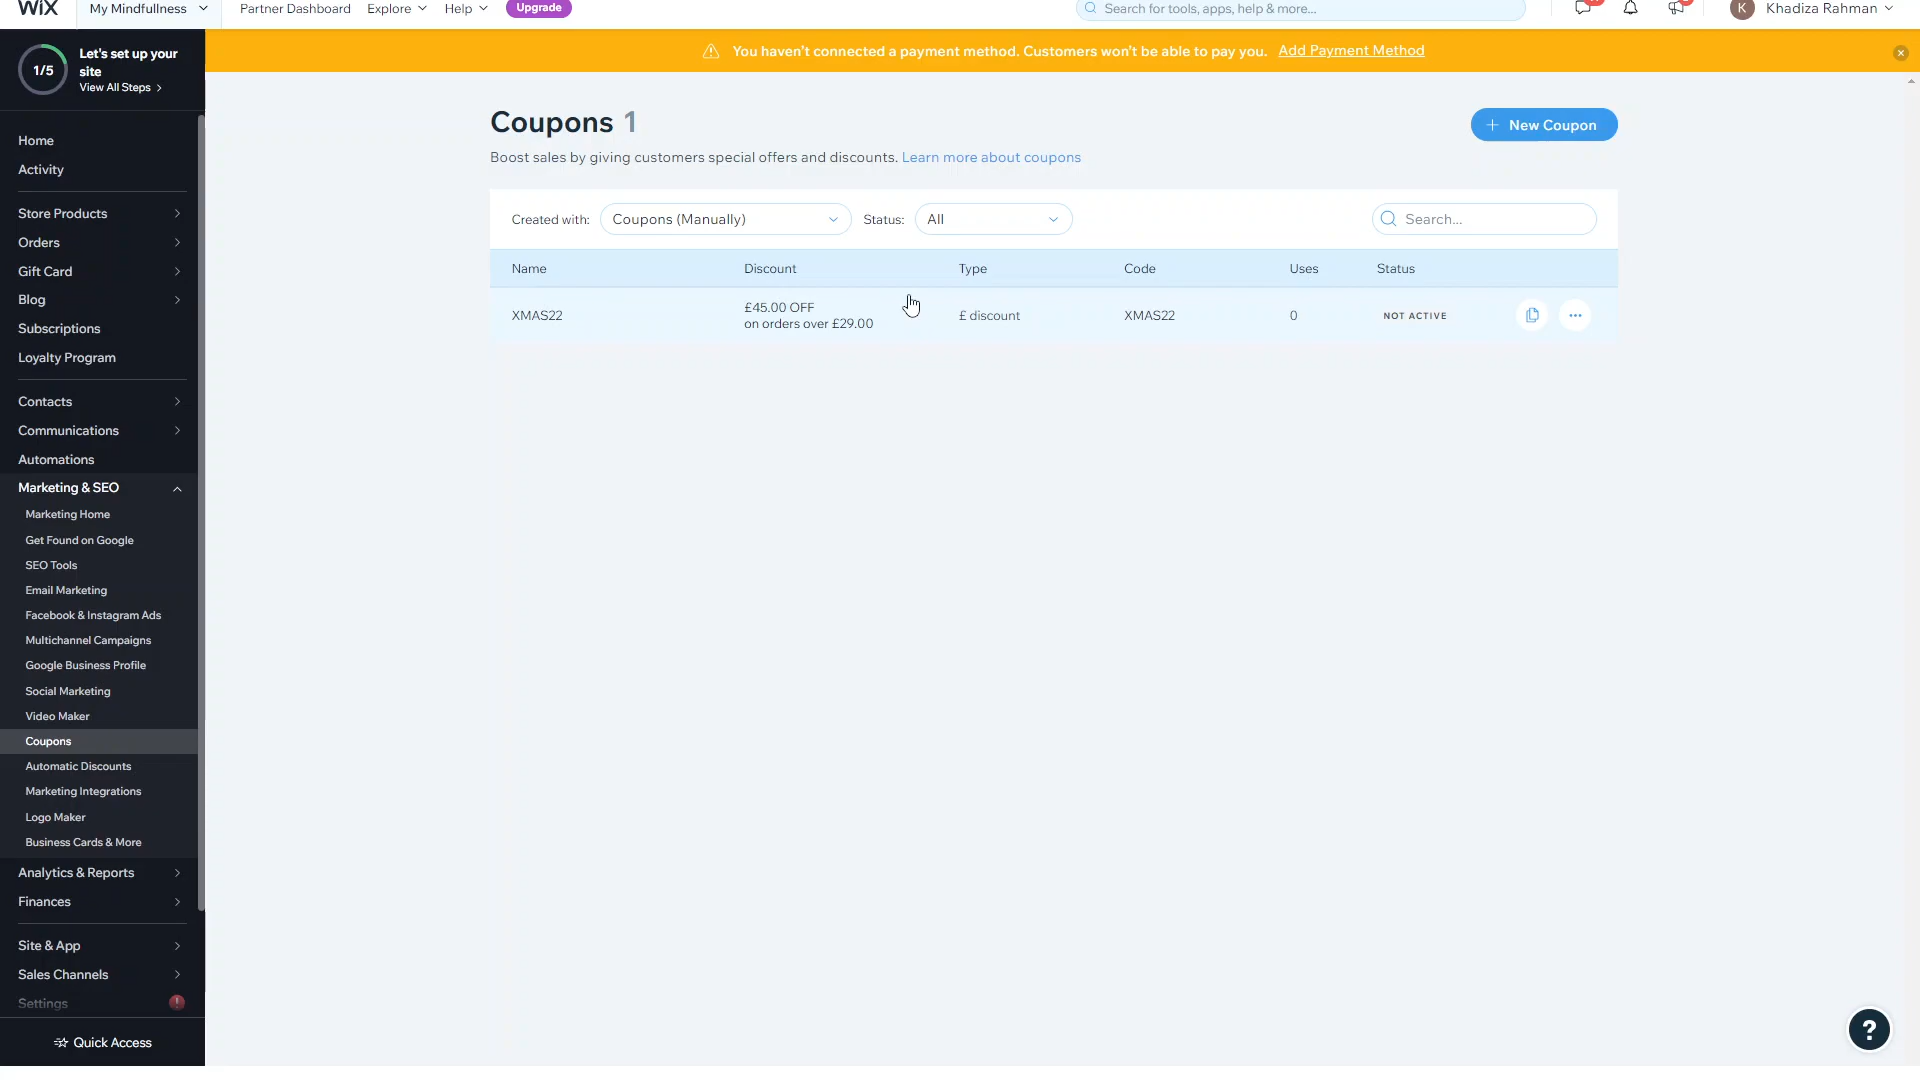 WiX
My Mindfullness
Partner Dashboard
Explore
Help
Upgrade
Search for tools, apps, help & more...
K
Khadiza Rahman
1/5
Let's set up your
site
View All Steps
You haven't connected a payment method. Customers won't be able to pay you. Add Payment Method
Home
Activity
Store Products
Orders
Gift Card
Blog
Subscriptions
Loyalty Program
Contacts
Communications
Automations
Marketing & SEO
Marketing Home
Get Found on Google
SEO Tools
Email Marketing
Facebook & Instagram Ads
Multichannel Campaigns
Google Business Profile
Social Marketing
Video Maker
Coupons
Automatic Discounts
Marketing Integrations
Logo Maker
Business Cards & More
Analytics & Reports
Finances
Site & App
Sales Channels
Settings
Quick Access
Coupons 1
+ New Coupon
Boost sales by giving customers special offers and discounts. Learn more about coupons
Created with: Coupons (Manually) Status: All
Search...
Name Discount Type Code Uses Status
XMAS22 £45.00 OFF £ discount XMAS22 0 NOT ACTIVE
on orders over £29.00
?